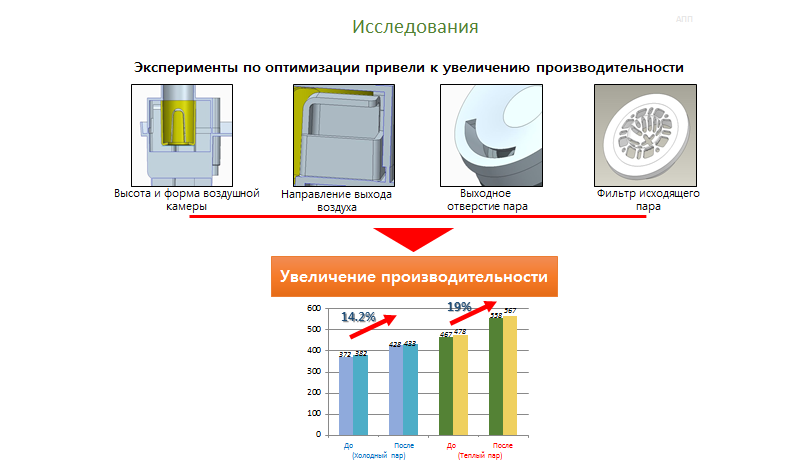 АПП
Исследования
Эксперименты по оптимизации привели к увеличению производительности
Высота и форма воздушной
камеры
Направление выхода
воздуха
Выходное
отверстие пара
Фильтр исходящего
пара
Увеличение производительности
600
500
400
300
200
100
0
14.2%
19%
372
382
428
433
467
478
558
567
До
После
До
После
(Холодный пар)
(Теплый пар)